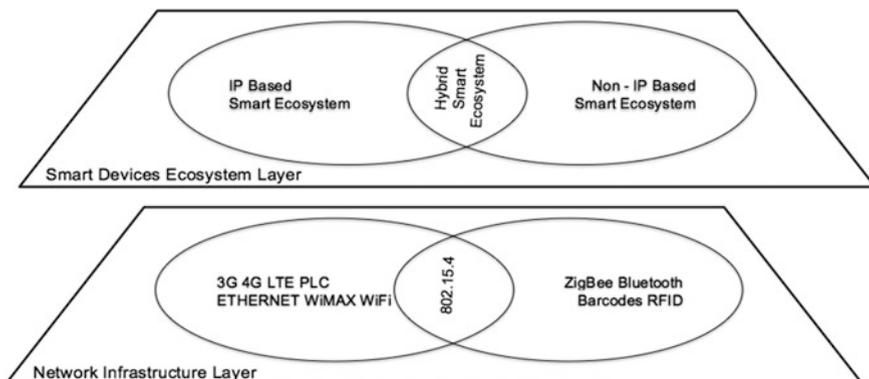 IP Based
Smart Ecosystem
Hybrid
Smart
Ecosystem
Non - IP Based
Smart Ecosystem
Smart Devices Ecosystem Layer
3G 4G LTE PLC
ETHERNET WiMAX WiFi
802.15.4
ZigBee Bluetooth
Barcodes RFID
Network Infrastructure Layer